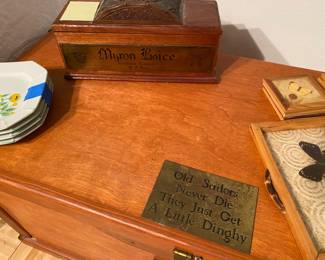 Myron Boice
Old Sailors
Never Die
They Just Get
A Little Dinghy